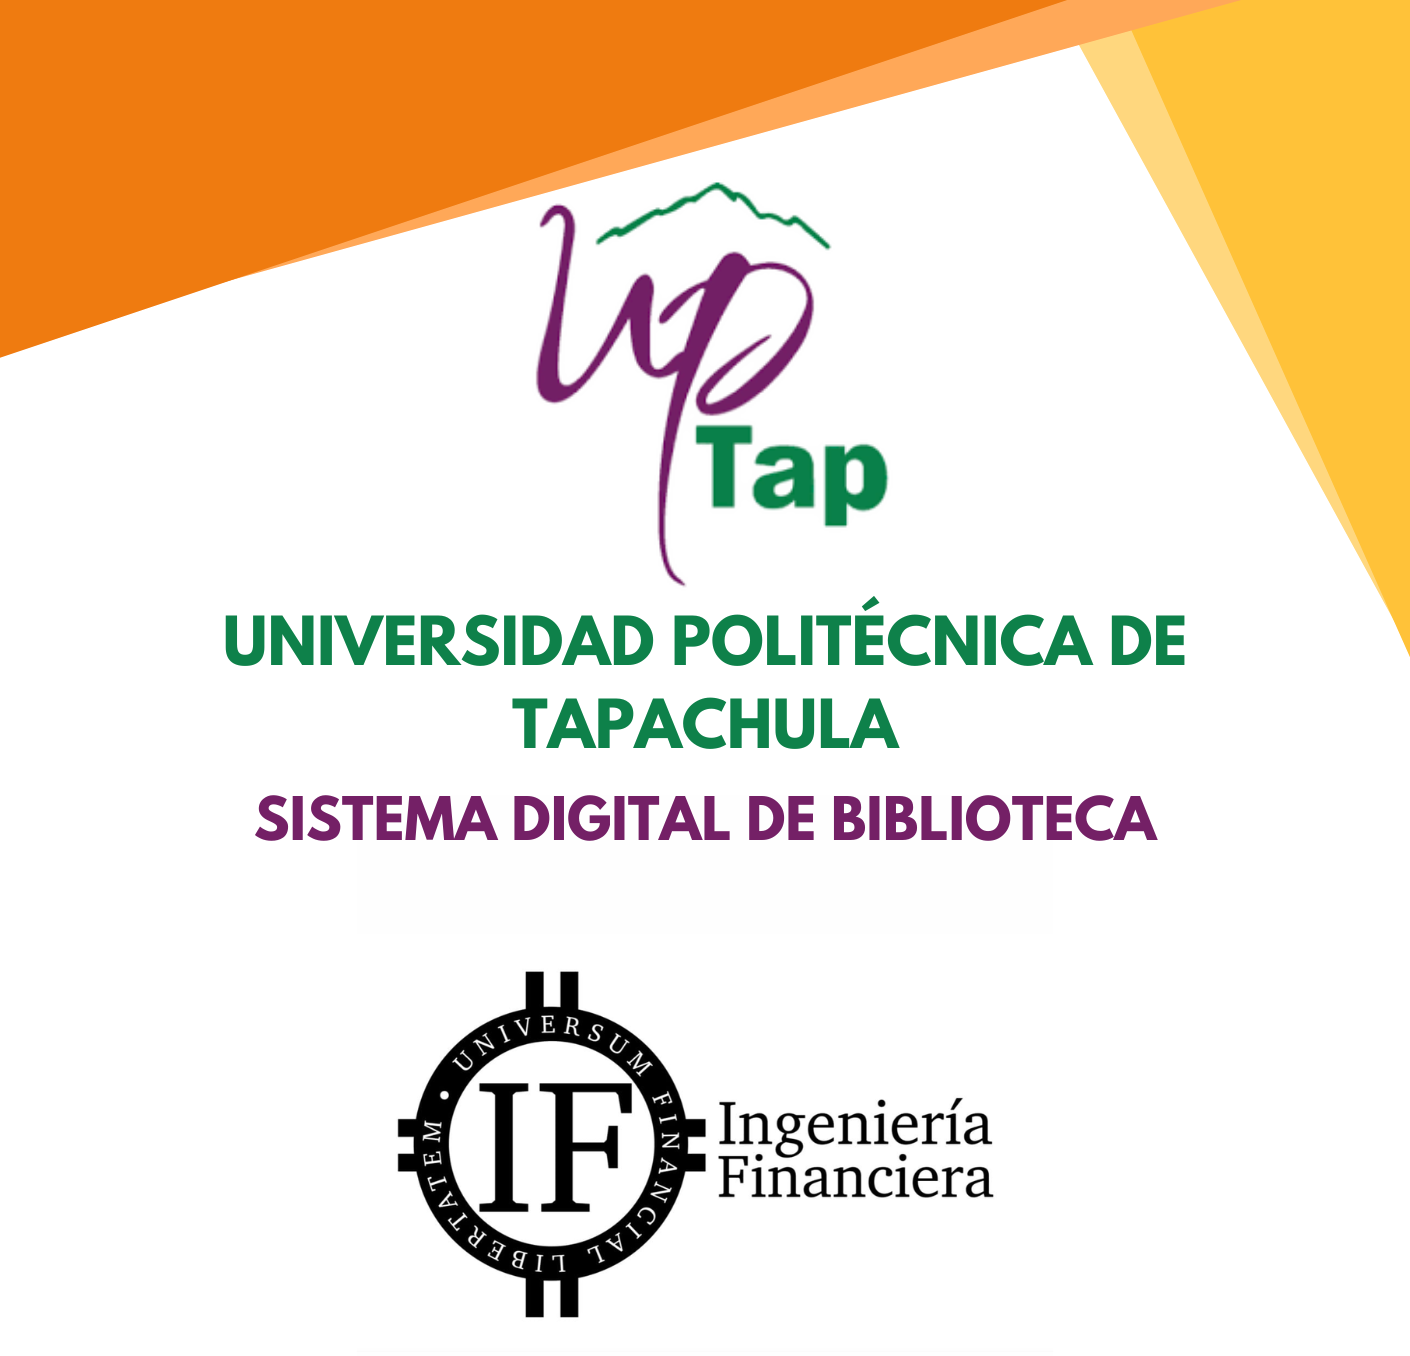 up
Tap
UNIVERSIDAD POLITÉCNICA DE
TAPACHULA
SISTEMA DIGITAL DE BIBLIOTECA
• UNIVERSUM FINANCIAL LIBERTATEM
IF
Ingeniería
Financiera